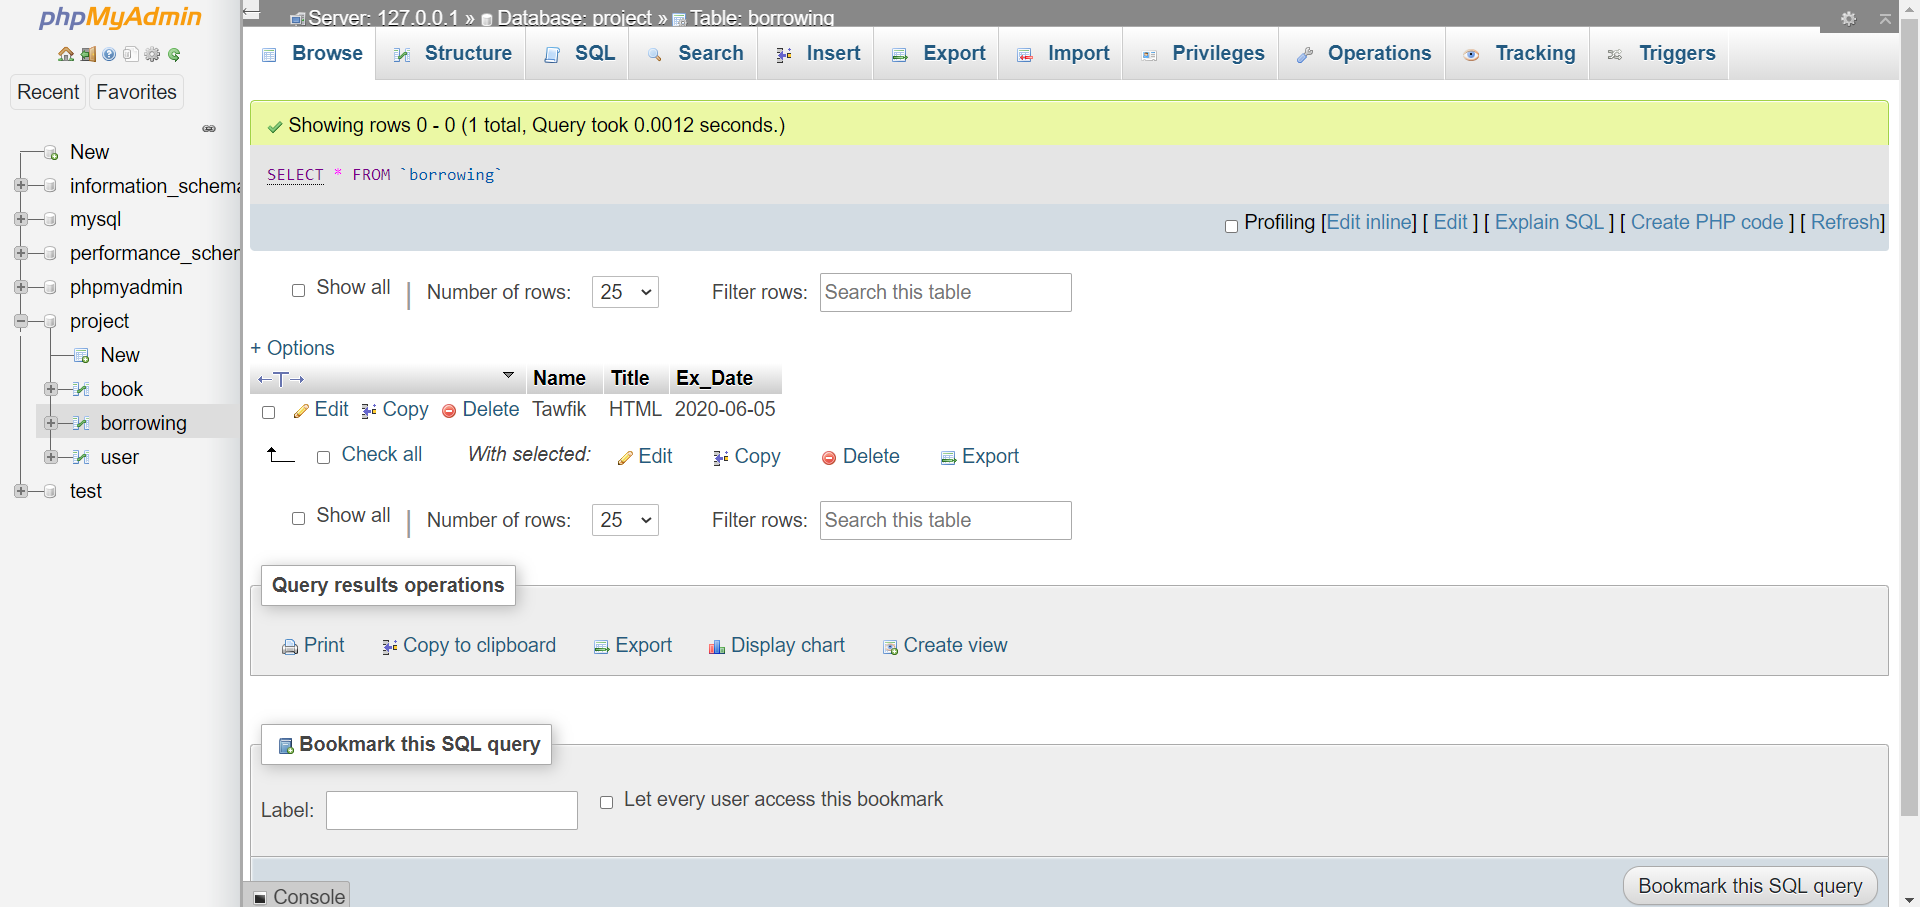 phpMyAdmin
Recent Favorites
New
information_schema
mysql
performance_schem
phpmyadmin
project
New
book
borrowing
user
test
Server: 127.0.0.1 » Database: project » Table: borrowing
Browse Structure SQL Search Insert Export Import Privileges Operations Tracking Triggers
Showing rows 0 - 0 (1 total, Query took 0.0012 seconds.)
SELECT * FROM `borrowing`
Profiling [Edit inline] [ Edit ] [ Explain SQL ] [ Create PHP code ] [ Refresh]
Show all | Number of rows: 25 Filter rows: Search this table
+ Options
←T→ Name Title Ex_Date
Edit Copy Delete Tawfik HTML 2020-06-05
Check all With selected: Edit Copy Delete Export
Show all | Number of rows: 25 Filter rows: Search this table
Query results operations
Print Copy to clipboard Export Display chart Create view
Bookmark this SQL query
Label: Let every user access this bookmark
Bookmark this SQL query
Console